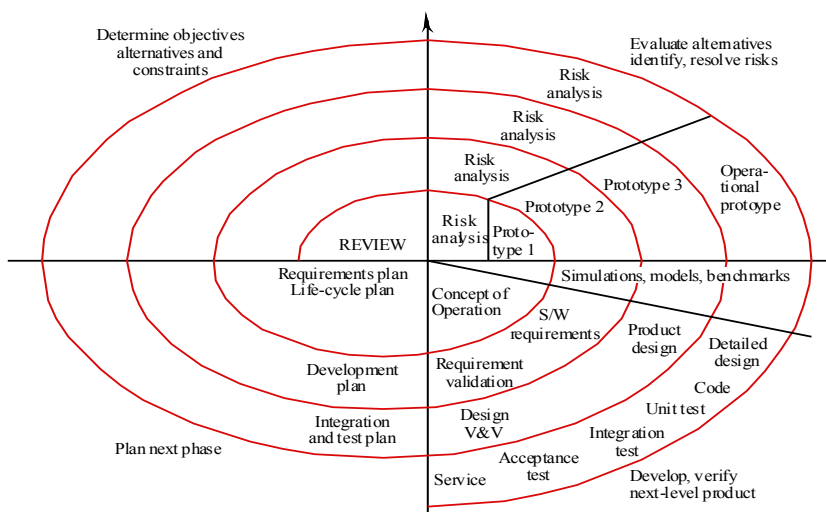 Determine objectives
alternatives and
constraints
Evaluate alternatives
identify, resolve risks
Risk
analysis
Risk
analysis
Risk
analysis
Risk
analysis
Proto-
type 1
Prototype 2
Prototype 3
Opera-
tional
protoype
REVIEW
Requirements plan
Life-cycle plan
Simulations, models, benchmarks
Concept of
Operation
S/W
requirements
Product
design
Detailed
design
Development
plan
Requirement
validation
Code
Unit test
Integration
and test plan
Design
V&V
Integration
test
Plan next phase
Acceptance
test
Service
Develop, verify
next-level product